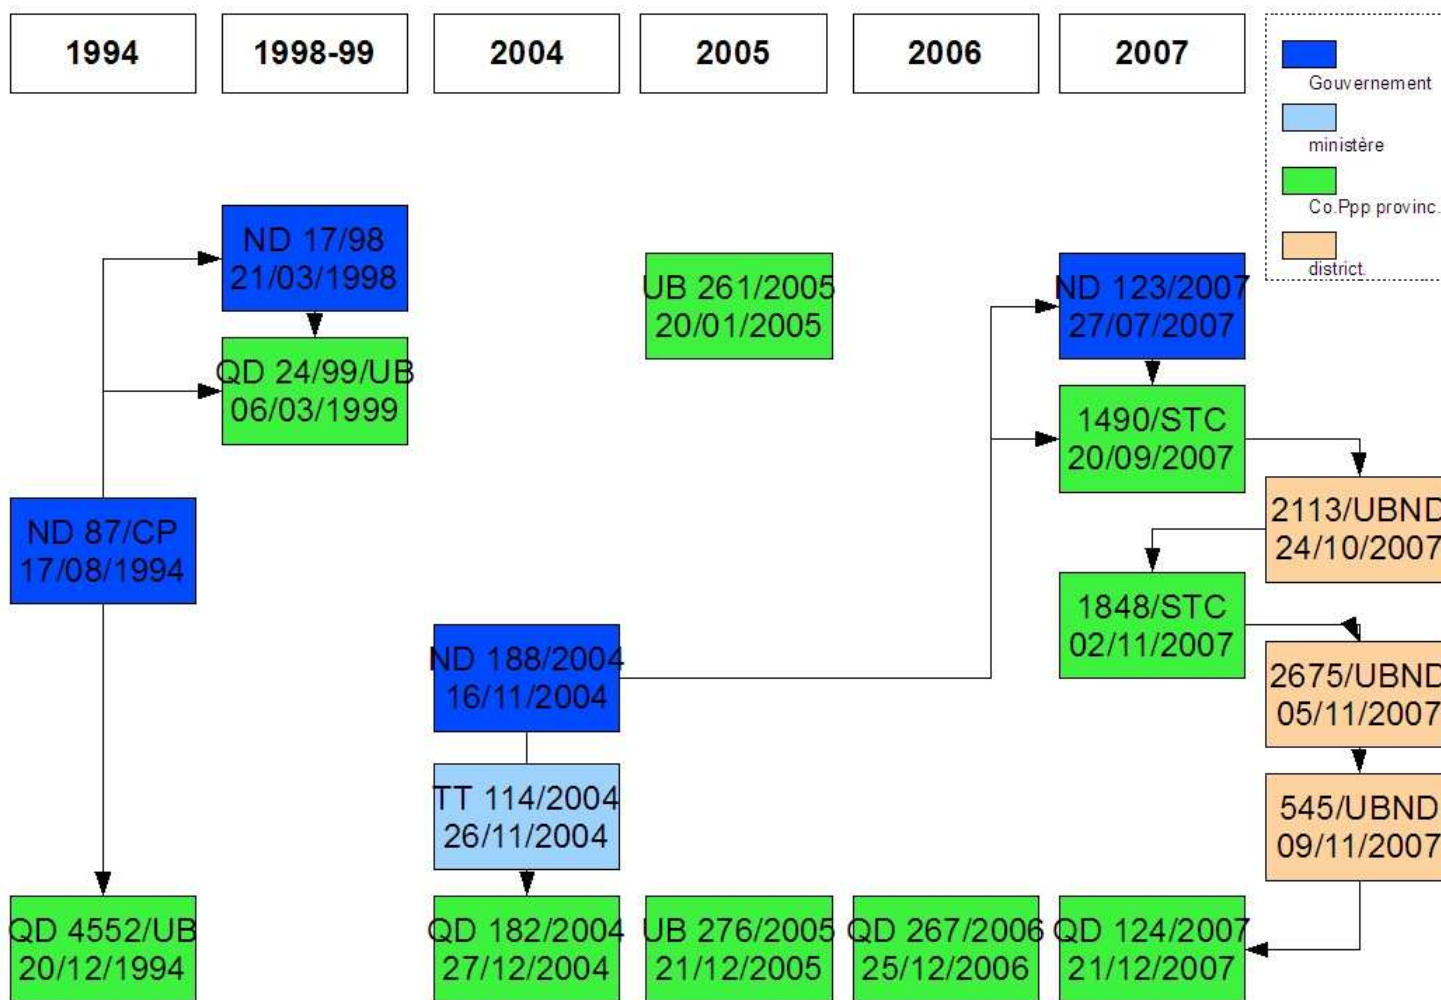 1994
1998-99
2004
2005
2006
2007
Gouvernement
ministère
Co.Ppp provinc.
district.
ND 17/98
21/03/1998
UB 261/2005
20/01/2005
ND 123/2007
27/07/2007
QD 24/99/UB
06/03/1999
1490/STC
20/09/2007
ND 87/CP
17/08/1994
2113/UBND
24/10/2007
1848/STC
02/11/2007
ND 188/2004
16/11/2004
2675/UBND
05/11/2007
TT 114/2004
26/11/2004
545/UBND
09/11/2007
QD 4552/UB
20/12/1994
QD 182/2004
27/12/2004
UB 276/2005
21/12/2005
QD 267/2006
25/12/2006
QD 124/2007
21/12/2007